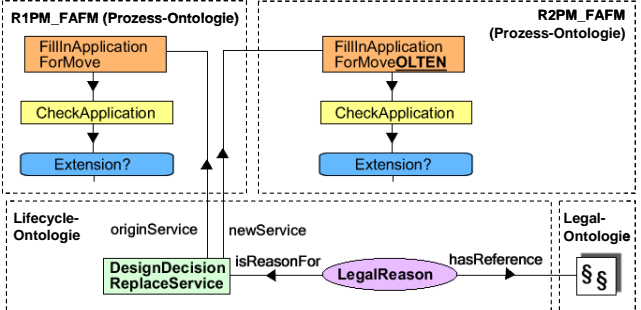 R1PM_FAFM (Prozess-Ontologie)
FillInApplication
ForMove
CheckApplication
Extension?
R2PM_FAFM
(Prozess-Ontologie)
FillInApplication
ForMoveOLTEN
CheckApplication
Extension?
Lifecycle-
Ontologie
originService
newService
DesignDecision
ReplaceService
isReasonFor
LegalReason
hasReference
Legal-
Ontologie
§ §